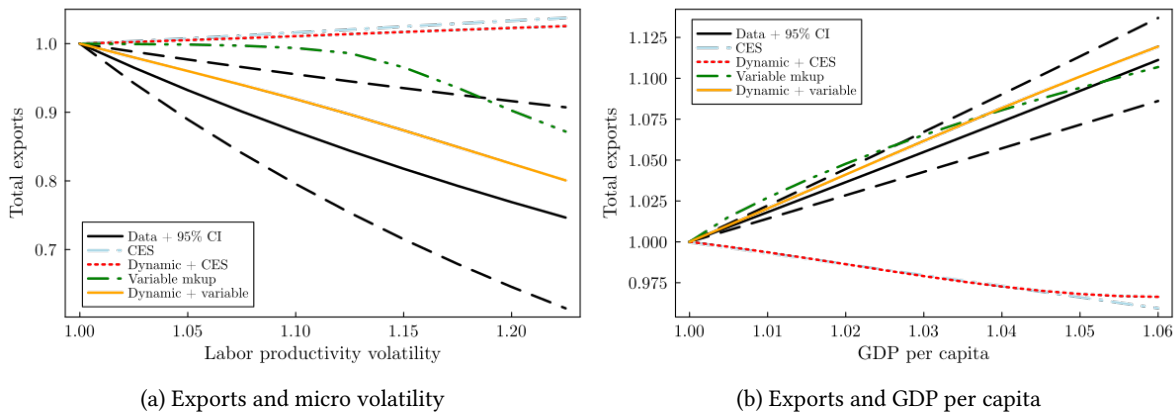 1.0
0.9
0.8
0.7
Total exports
Data + 95% CI
CES
Dynamic + CES
Variable mkup
Dynamic + variable
1.00 1.05 1.10 1.15 1.20
Labor productivity volatility
(a) Exports and micro volatility
1.125
1.100
1.075
1.050
1.025
1.000
0.975
Total exports
Data + 95% CI
CES
Dynamic + CES
Variable mkup
Dynamic + variable
1.00 1.01 1.02 1.03 1.04 1.05 1.06
GDP per capita
(b) Exports and GDP per capita